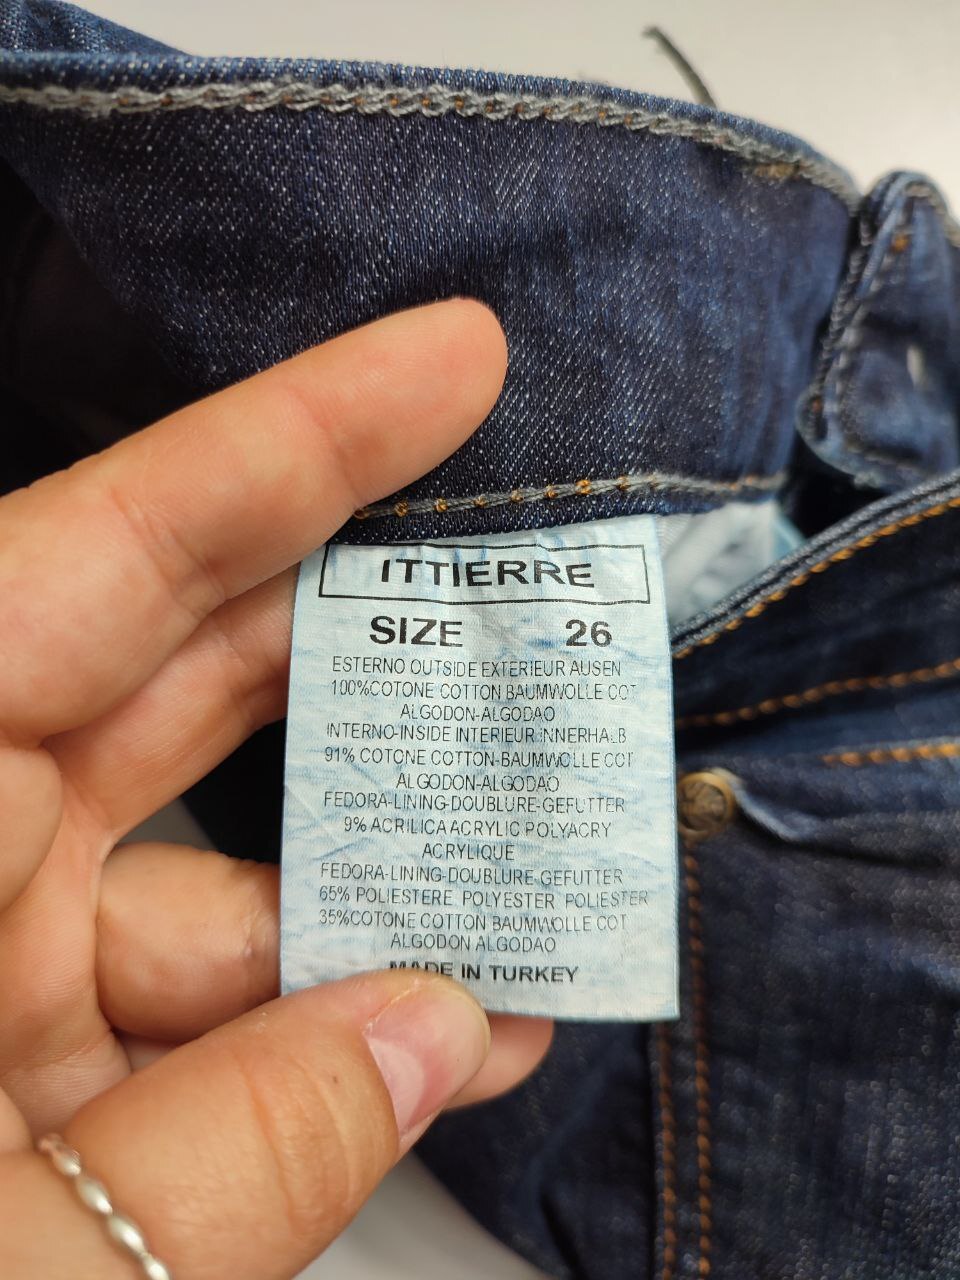 ITTIERRE
SIZE 26
ESTERNO OUTSIDE EXTERIEUR AUSEN
100%COTONE COTTON BAUMWOLLE COT
ALGODON-ALGODAO
INTERNO-INSIDE INTERIEUR INNERHALB
91% COTONE COTTON-BAUMWOLLE COT
ALGODON-ALGODAO
FEDORA-LINING-DOUBLURE-GEFUTTER
9% ACRILICA ACRYLIC POLYACRY
ACRYLIQUE
FEDORA-LINING-DOUBLURE-GEFUTTER
65% POLIESTERE POLYESTER POLIESTER
35%COTONE COTTON BAUMWOLLE COT
ALGODON ALGODAO
MADE IN TURKEY